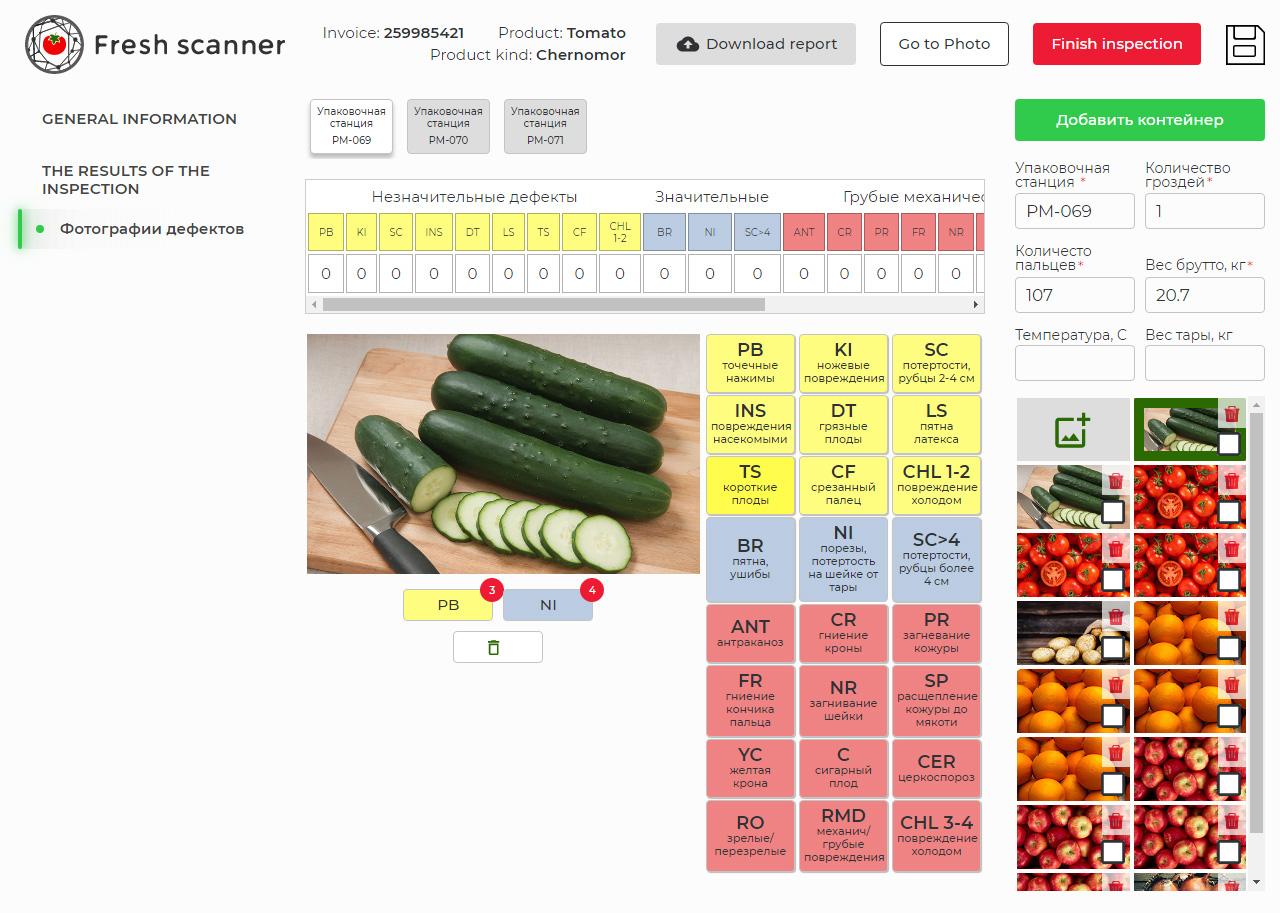 Fresh scanner
Invoice: 259985421 Product: Tomato
Product kind: Chernomor
Download report
Go to Photo
Finish inspection
GENERAL INFORMATION
THE RESULTS OF THE
INSPECTION
Фотографии дефектов
Упаковочная
станция
PM-069
Упаковочная
станция
PM-070
Упаковочная
станция
PM-071
Незначительные дефекты Значительные Грубые механичес
PB KI SC INS DT LS TS CF CHL 1-2 BR NI SC>4 ANT CR PR FR NR
0 0 0 0 0 0 0 0 0 0 0 0 0 0 0 0 0
PB
точечные
нажимы
KI
ножевые
повреждения
SC
потертости,
рубцы 2-4 см
INS
повреждения
насекомыми
DT
грязные
плоды
LS
пятна
латекса
TS
короткие
плоды
CF
срезанный
палец
CHL 1-2
повреждение
холодом
BR
пятна,
ушибы
NI
порезы,
потертость
на шейке от
тары
SC>4
потертости,
рубцы более
4 см
ANT
антраканоз
CR
гниение
кроны
PR
загневание
кожуры
FR
гниение
кончика
пальца
NR
загнивание
шейки
SP
расщепление
кожуры до
мякоти
YC
желтая
крона
C
сигарный
плод
CER
церкоспороз
RO
зрелые/
перезрелые
RMD
механич/
грубые
повреждения
CHL 3-4
повреждение
холодом
PB 3
NI 4
Добавить контейнер
Упаковочная
станция *
PM-069
Количество
гроздей*
1
Количесто
пальцев*
107
Вес брутто, кг*
20.7
Температура, С
Вес тары, кг